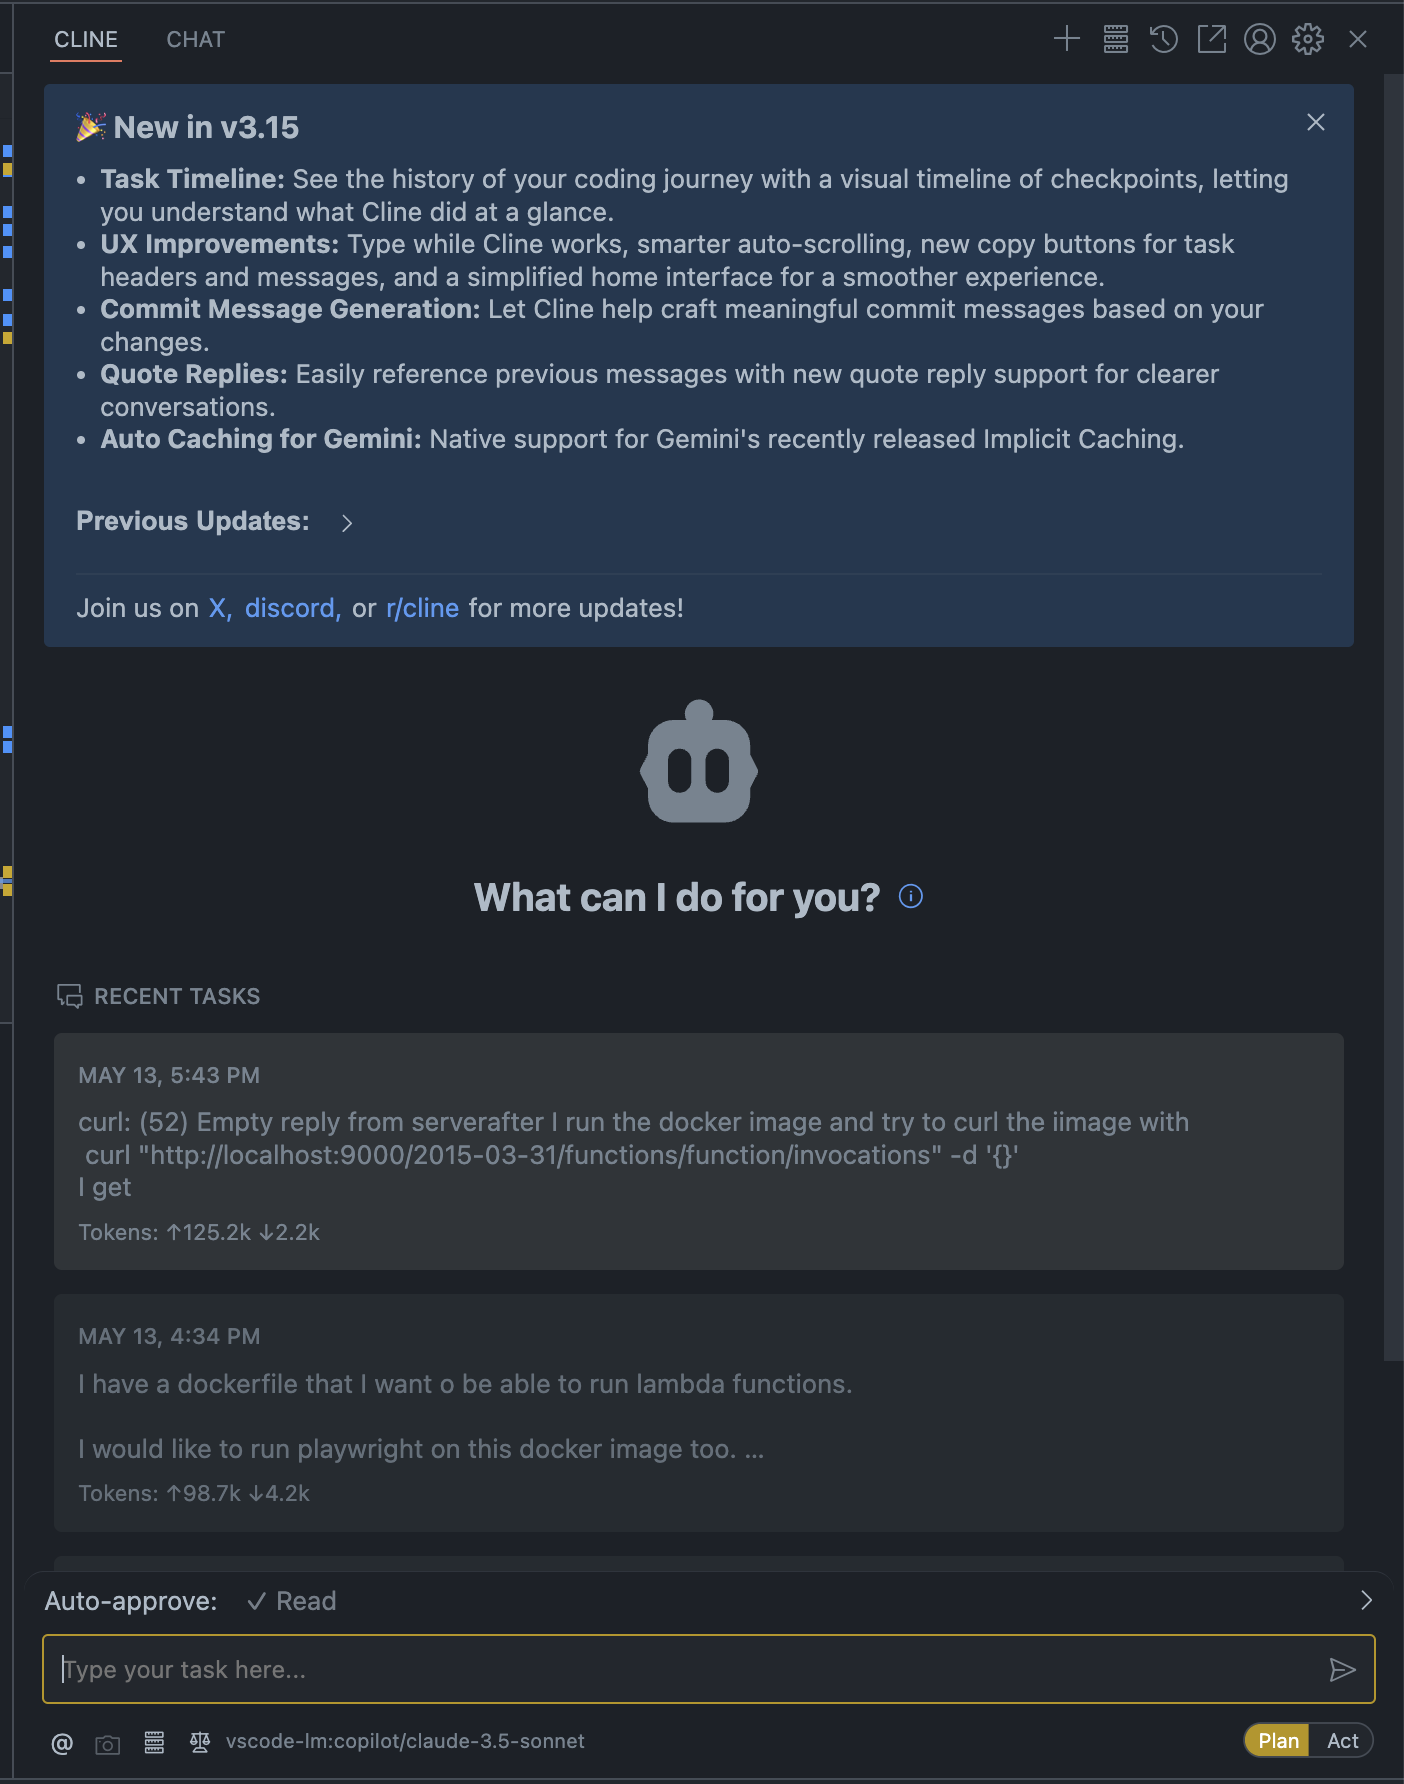 CLINE CHAT
🎉 New in v3.15
• Task Timeline: See the history of your coding journey with a visual timeline of checkpoints, letting
you understand what Cline did at a glance.
• UX Improvements: Type while Cline works, smarter auto-scrolling, new copy buttons for task
headers and messages, and a simplified home interface for a smoother experience.
• Commit Message Generation: Let Cline help craft meaningful commit messages based on your
changes.
• Quote Replies: Easily reference previous messages with new quote reply support for clearer
conversations.
• Auto Caching for Gemini: Native support for Gemini's recently released Implicit Caching.
Previous Updates:
Join us on X, discord, or r/cline for more updates!
What can I do for you?
RECENT TASKS
MAY 13, 5:43 PM
curl: (52) Empty reply from serverafter I run the docker image and try to curl the iimage with
curl "http://localhost:9000/2015-03-31/functions/function/invocations" -d '{}'
I get
Tokens: ↑125.2k ↓2.2k
MAY 13, 4:34 PM
I have a dockerfile that I want o be able to run lambda functions.
I would like to run playwright on this docker image too. ...
Tokens: ↑98.7k ↓4.2k
Auto-approve: ✓ Read
Type your task here...
@ vscode-lm:copilot/claude-3.5-sonnet Plan Act